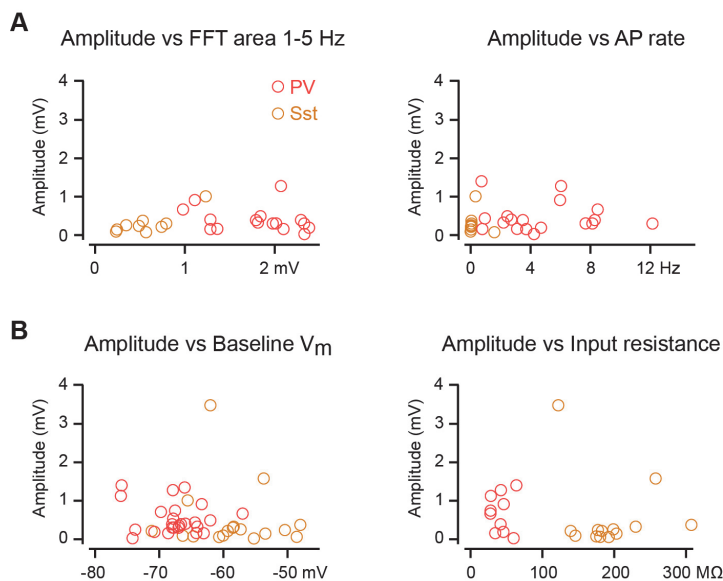 A
Amplitude vs FFT area 1-5 Hz
Amplitude (mV)
4
3
2
1
0
0
1
2 mV
PV
Sst
Amplitude vs AP rate
Amplitude (mV)
4
3
2
1
0
0
4
8
12 Hz
B
Amplitude vs Baseline Vm
Amplitude (mV)
4
3
2
1
0
-80
-70
-60
-50 mV
Amplitude vs Input resistance
Amplitude (mV)
4
3
2
1
0
0
100
200
300 MΩ